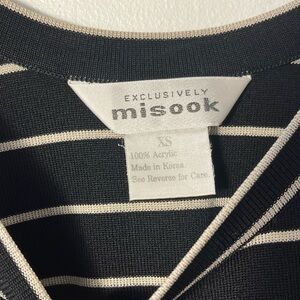 EXCLUSIVELY
misook
XS
100% Acrylic
Made in Korea
See Reverse for Care